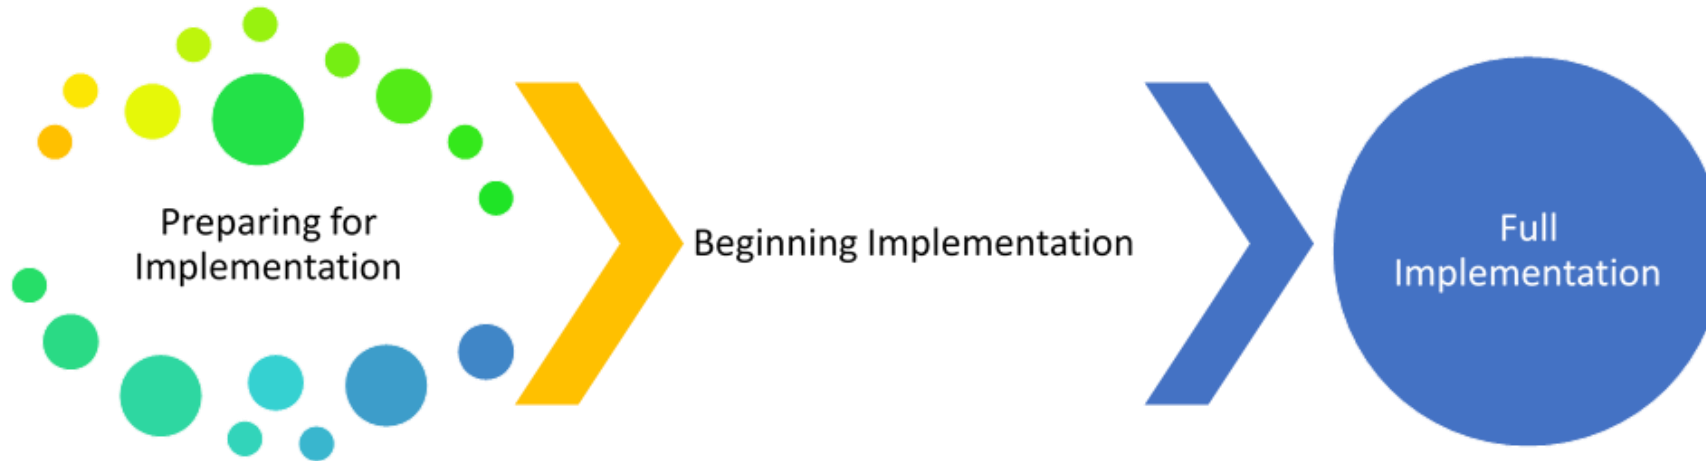 Preparing for
Implementation
Beginning Implementation
Full
Implementation